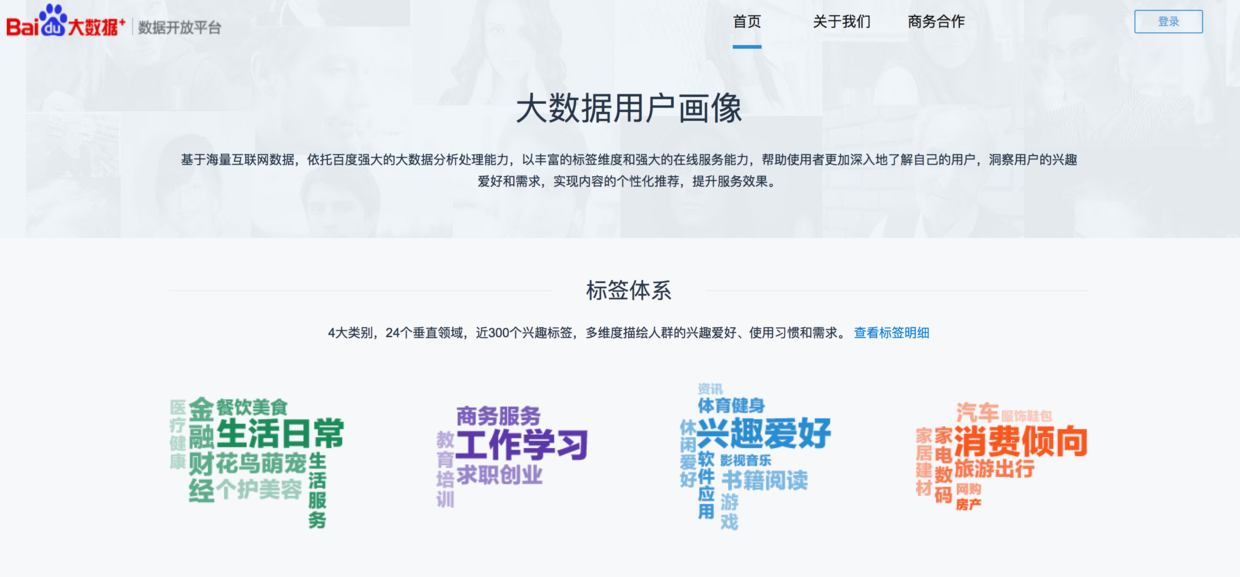 Baidu大数据+ 数据开放平台
首页 关于我们 商务合作 登录
大数据用户画像
基于海量互联网数据，依托百度强大的大数据分析处理能力，以丰富的标签维度和强大的在线服务能力，帮助使用者更加深入地了解自己的用户，洞察用户的兴趣
爱好和需求，实现内容的个性化推荐，提升服务效果。
标签体系
4大类别，24个垂直领域，近300个兴趣标签，多维度描绘人群的兴趣爱好、使用习惯和需求。 查看标签明细
医疗健康
金融财经
餐饮美食
生活日常
花鸟萌宠
个护美容
生活服务
商务服务
教育培训
工作学习
求职创业
资讯
体育健身
休闲爱好
兴趣爱好
软件应用
影视音乐
书籍阅读
游戏
汽车
服饰鞋包
家居建材
家电数码
消费倾向
旅游出行
网购
房产